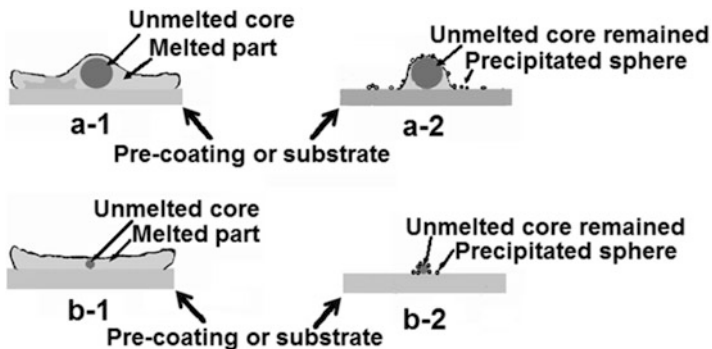 Unmelted core
Melted part
Unmelted core remained
Precipitated sphere
a-1
a-2
Pre-coating or substrate
Unmelted core
Melted part
Unmelted core remained
Precipitated sphere
b-1
b-2
Pre-coating or substrate